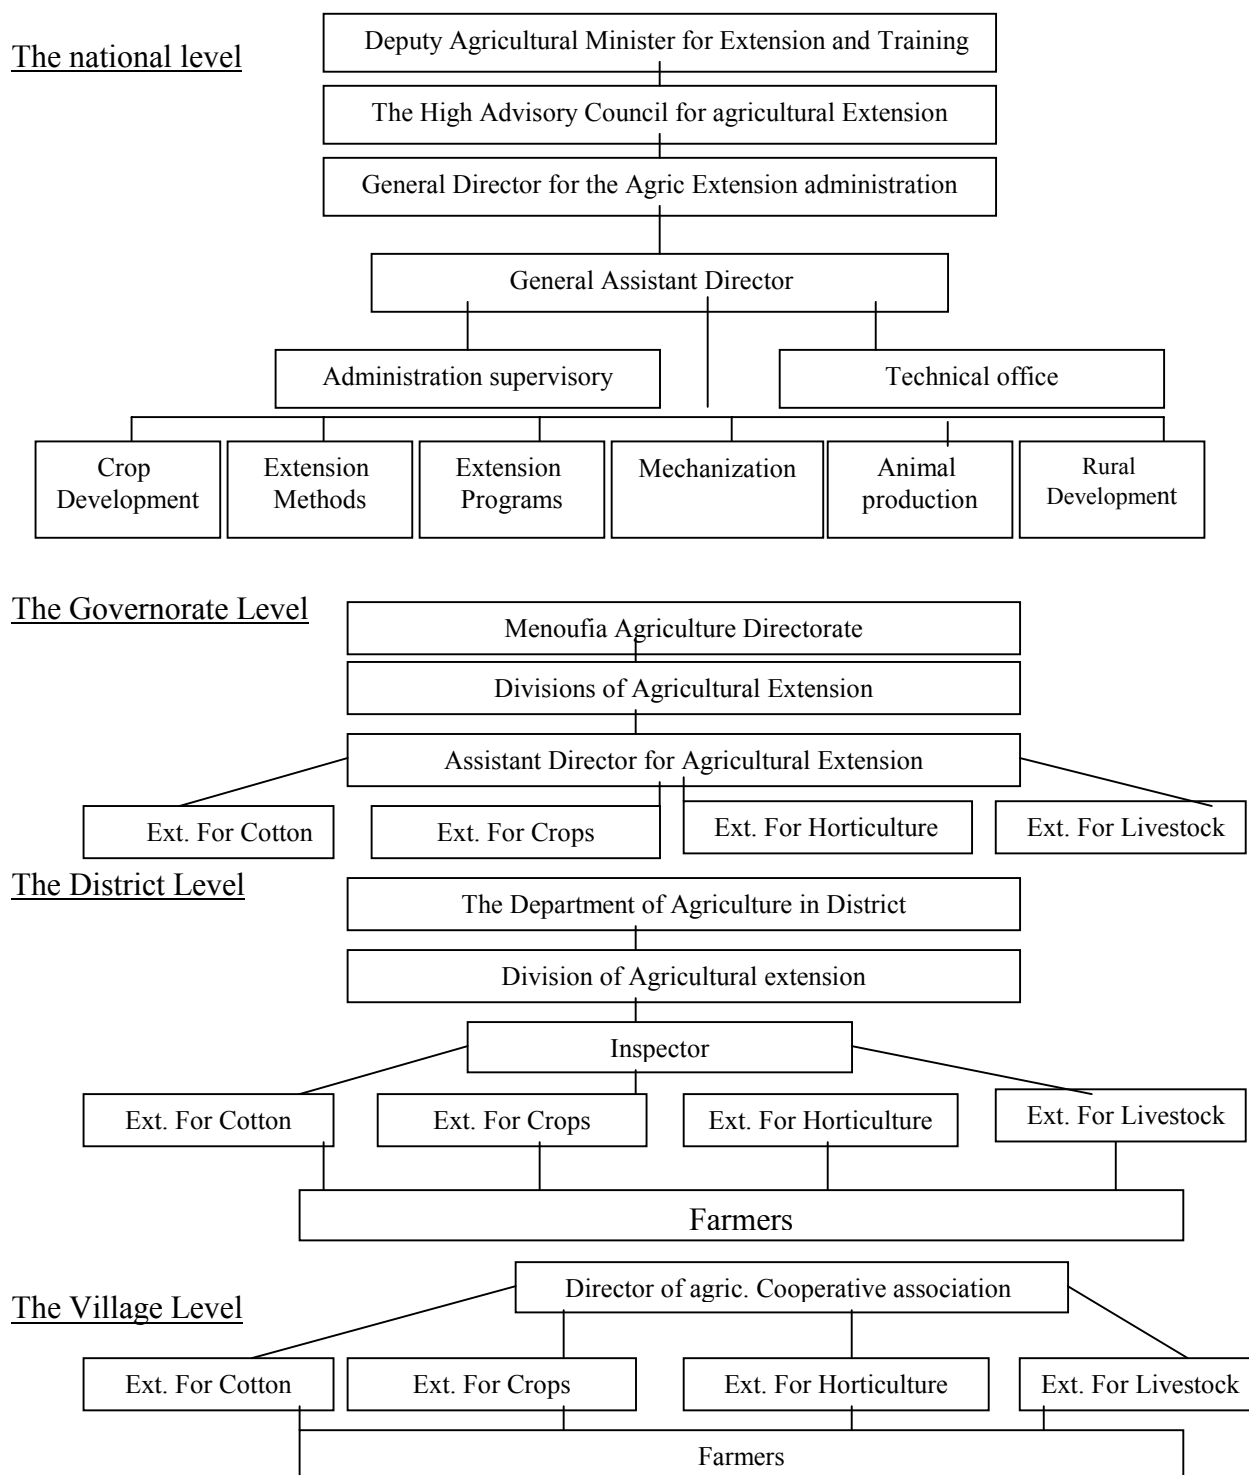 The national level
Deputy Agricultural Minister for Extension and Training
The High Advisory Council for agricultural Extension
General Director for the Agric Extension administration
General Assistant Director
Administration supervisory
Technical office
Crop
Development
Extension
Methods
Extension
Programs
Mechanization
Animal
production
Rural
Development
The Governorate Level
Menoufia Agriculture Directorate
Divisions of Agricultural Extension
Assistant Director for Agricultural Extension
Ext. For Cotton
Ext. For Crops
Ext. For Horticulture
Ext. For Livestock
The District Level
The Department of Agriculture in District
Division of Agricultural extension
Inspector
Ext. For Cotton
Ext. For Crops
Ext. For Horticulture
Ext. For Livestock
Farmers
The Village Level
Director of agric. Cooperative association
Ext. For Cotton
Ext. For Crops
Ext. For Horticulture
Ext. For Livestock
Farmers